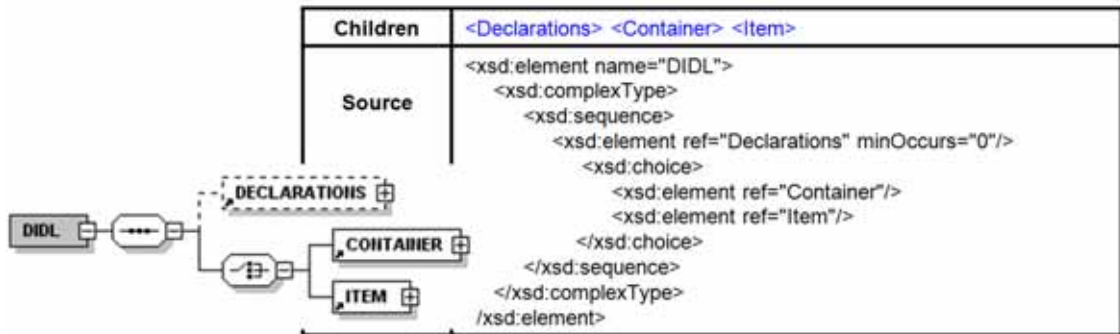 Children <Declarations> <Container> <Item>
Source
<xsd:element name="DIDL">
<xsd:complexType>
<xsd:sequence>
<xsd:element ref="Declarations" minOccurs="0"/>
<xsd:choice>
<xsd:element ref="Container"/>
<xsd:element ref="Item"/>
</xsd:choice>
</xsd:sequence>
</xsd:complexType>
/xsd:element>
DIDL
DECLARATIONS
CONTAINER
ITEM